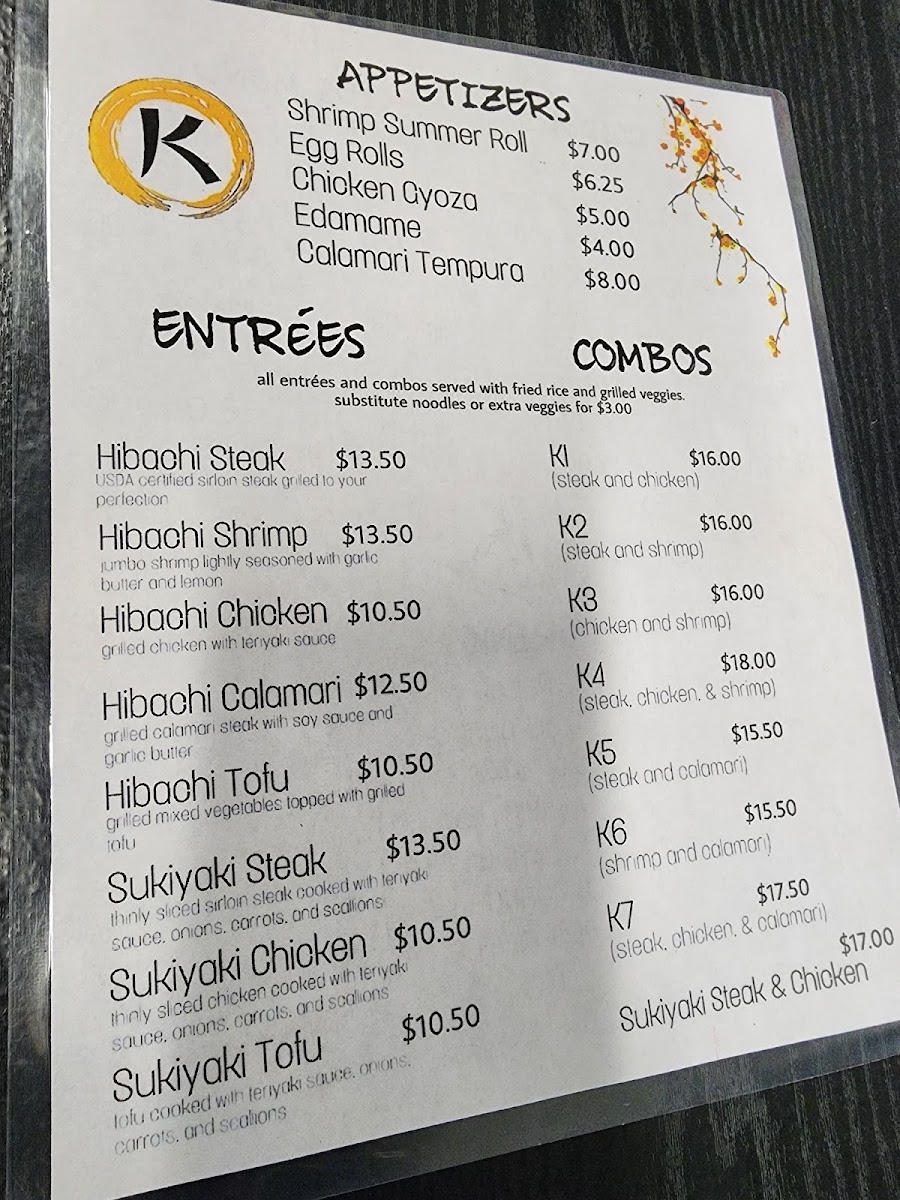 K
APPETIZERS
Shrimp Summer Roll $7.00
Egg Rolls $6.25
Chicken Gyoza $5.00
Edamame $4.00
Calamari Tempura $8.00
ENTRÉES
COMBOS
all entrées and combos served with fried rice and grilled veggies.
substitute noodles or extra veggies for $3.00
Hibachi Steak $13.50
USDA certified sirloin steak grilled to your
perfection
Hibachi Shrimp $13.50
jumbo shrimp lightly seasoned with garlic
butter and lemon
Hibachi Chicken $10.50
grilled chicken with teriyaki sauce
Hibachi Calamari $12.50
grilled calamari steak with soy sauce and
garlic butter
Hibachi Tofu $10.50
grilled mixed vegetables topped with grilled
tofu
Sukiyaki Steak $13.50
thinly sliced sirloin steak cooked with teriyaki
sauce, onions, carrots, and scallions
Sukiyaki Chicken $10.50
thinly sliced chicken cooked with teriyaki
sauce, onions, carrots, and scallions
Sukiyaki Tofu $10.50
tofu cooked with teriyaki sauce, onions,
carrots, and scallions
K1 $16.00
(steak and chicken)
K2 $16.00
(steak and shrimp)
K3 $16.00
(chicken and shrimp)
K4 $18.00
(steak, chicken, & shrimp)
K5 $15.50
(steak and calamari)
K6 $15.50
(shrimp and calamari)
K7 $17.50
(steak, chicken, & calamari)
$17.00
Sukiyaki Steak & Chicken